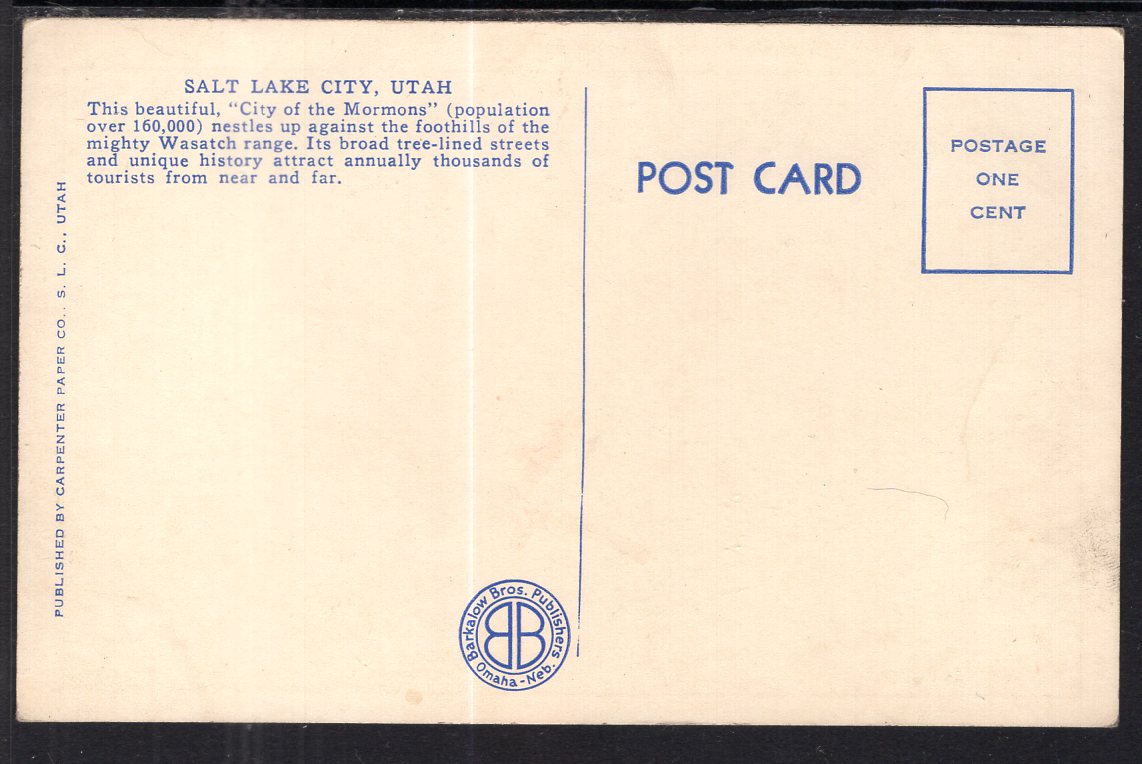 SALT LAKE CITY, UTAH
This beautiful, “City of the Mormons” (population
over 160,000) nestles up against the foothills of the
mighty Wasatch range. Its broad tree-lined streets
and unique history attract annually thousands of
tourists from near and far.
PUBLISHED BY CARPENTER PAPER CO., S. L. C., UTAH
Barkalow Bros. Publishers
Omaha - Neb.
BB
POST CARD
POSTAGE
ONE
CENT